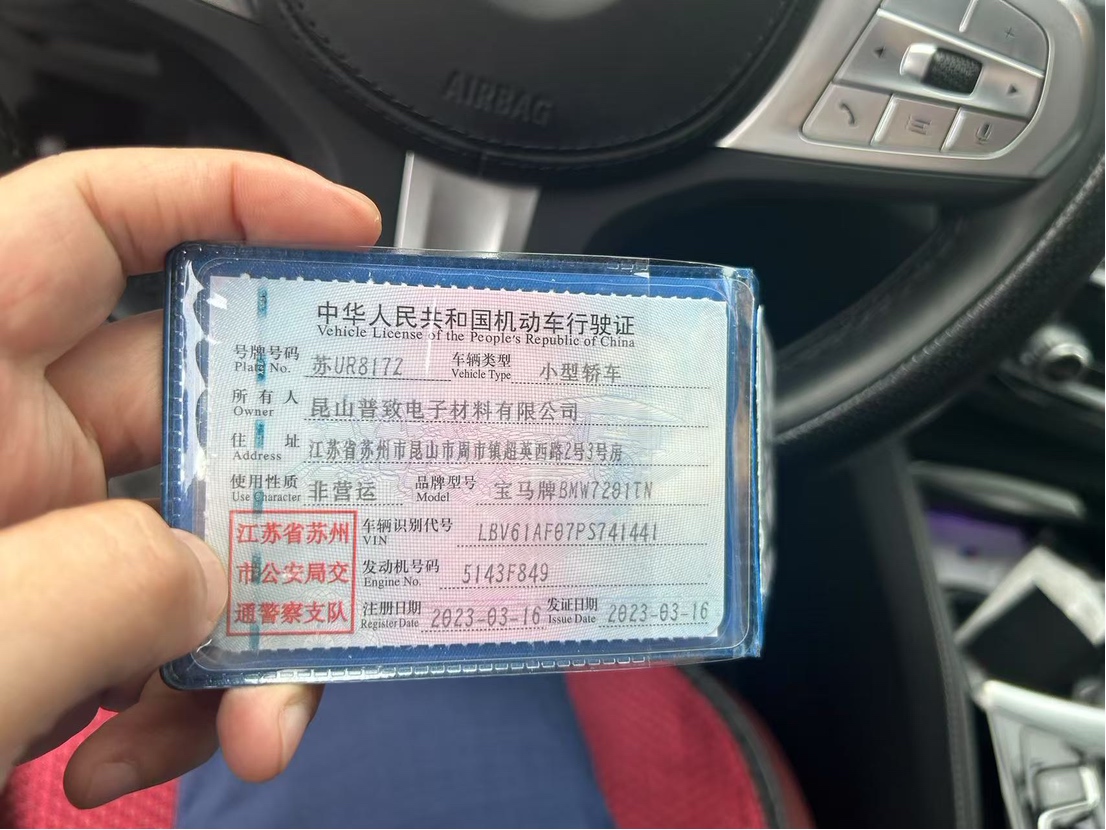 AIRBAG
中华人民共和国机动车行驶证
Vehicle License of the People's Republic of China
号牌号码 苏UR8172 车辆类型 小型轿车
Plate No. Vehicle Type
所有人 昆山普致电子材料有限公司
Owner
住址 江苏省苏州市昆山市周市镇超英西路2号3号房
Address
使用性质 非营运 品牌型号 宝马牌BMW7201TN
Use Character Model
江苏省苏州
市公安局交
通警察支队
车辆识别代号 LBV61AF07PS741441
VIN
发动机号码 5143F849
Engine No.
注册日期 2023-03-16 发证日期 2023-03-16
Register Date Issue Date